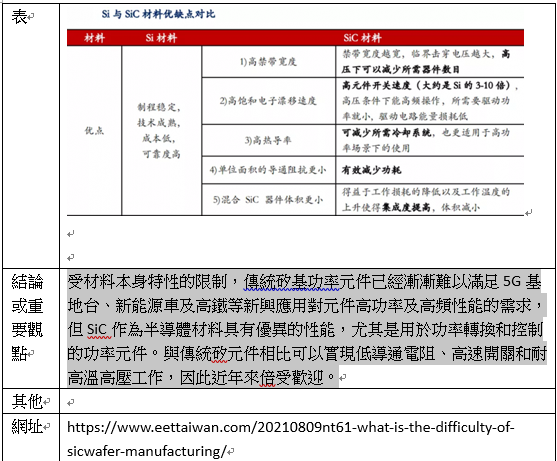 表
Si 与 SiC 材料优缺点对比
材料 Si 材料 SiC 材料
优点
制程稳定，
技术成熟，
成本低，
可靠度高
1)高禁带宽度
禁带宽度越宽，临界击穿电压越大，高
压下可以减少所需器件数目
2)高饱和电子漂移速度
高元件开关速度（大约是 Si 的 3-10 倍），
高压条件下能高频操作，所需要驱动功
率就小，驱动电路能量损耗低
3)高热导率
可减少所需冷却系统，也更适用于高功
率场景下的使用
4)单位面积的导通阻抗更小
有效减少功耗
5)混合 SiC 器件体积更小
得益于工作损耗的降低以及工作温度的
上升使得集成度提高，体积减小
結論
或重
要觀
點
受材料本身特性的限制，傳統矽基功率元件已經漸漸難以滿足 5G 基
地台、新能源車及高鐵等新興應用對元件高功率及高頻性能的需求，
但 SiC 作為半導體材料具有優異的性能，尤其是用於功率轉換和控制
的功率元件。與傳統矽元件相比可以實現低導通電阻、高速開關和耐
高溫高壓工作，因此近年來倍受歡迎。
其他
網址
https://www.eettaiwan.com/20210809nt61-what-is-the-difficulty-of-
sicwafer-manufacturing/